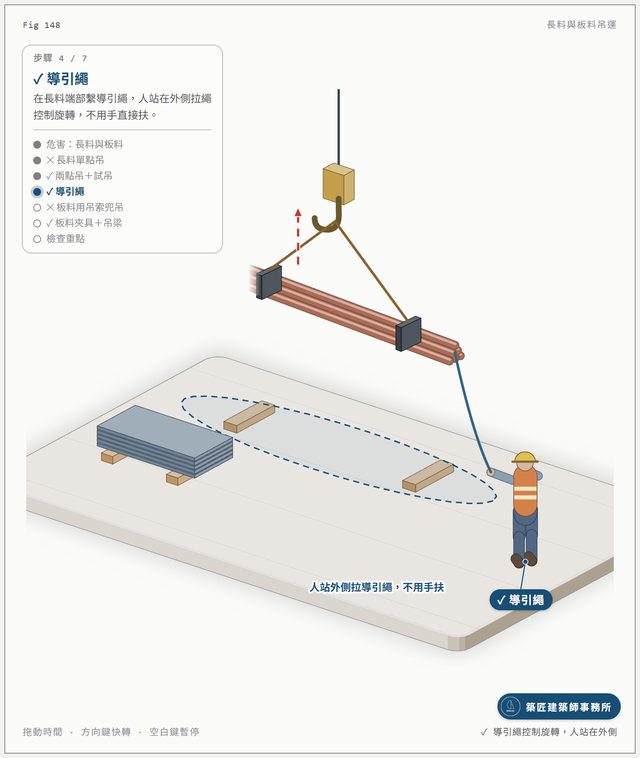 Fig 148
長料與板料吊運
步驟 4 / 7
✓ 導引繩
在長料端部繫導引繩，人站在外側拉繩
控制旋轉，不用手直接扶。
危害：長料與板料
✕ 長料單點吊
✓ 兩點吊＋試吊
✓ 導引繩
✕ 板料用吊索兜吊
✓ 板料夾具＋吊梁
檢查重點
人站外側拉導引繩，不用手扶
✓ 導引繩
築匠建築師事務所
拖動時間 · 方向鍵快轉 · 空白鍵暫停
✓ 導引繩控制旋轉，人站在外側